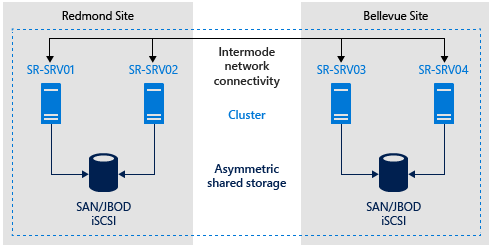 Redmond Site
Bellevue Site
SR-SRV01
SR-SRV02
Intermode
network
connectivity
SR-SRV03
SR-SRV04
Cluster
Asymmetric
shared storage
SAN/JBOD
iSCSI
SAN/JBOD
iSCSI